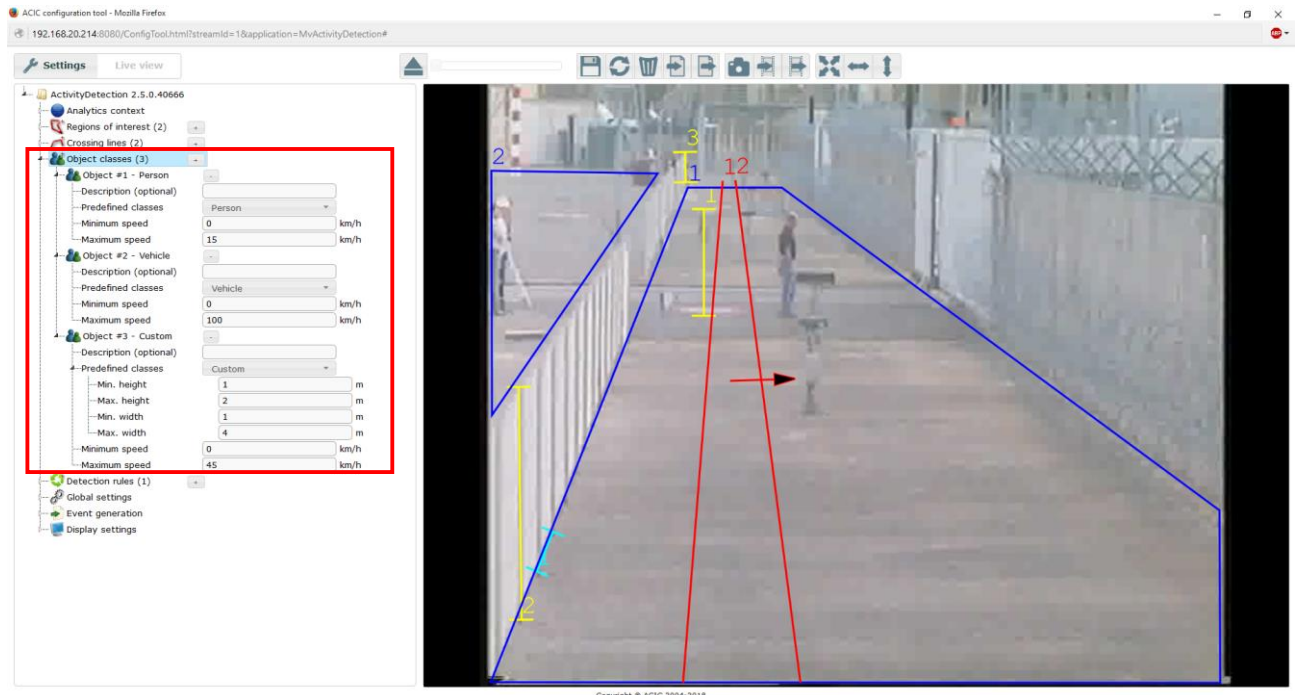 ACIC configuration tool - Mozilla Firefox
192.168.20.214:8080/ConfigTool.html?streamId=1&application=MvActivityDetection#
Settings Live view
ActivityDetection 2.5.0.40666
Analytics context
Regions of interest (2)
Crossing lines (2)
Object classes (3)
Object #1 - Person
Description (optional)
Predefined classes Person
Minimum speed 0 km/h
Maximum speed 15 km/h
Object #2 - Vehicle
Description (optional)
Predefined classes Vehicle
Minimum speed 0 km/h
Maximum speed 100 km/h
Object #3 - Custom
Description (optional)
Predefined classes Custom
Min. height 1 m
Max. height 2 m
Min. width 1 m
Max. width 4 m
Minimum speed 0 km/h
Maximum speed 45 km/h
Detection rules (1)
Global settings
Event generation
Display settings
3
2
1
12
1
2
Copyright © ACIC 2004-2018